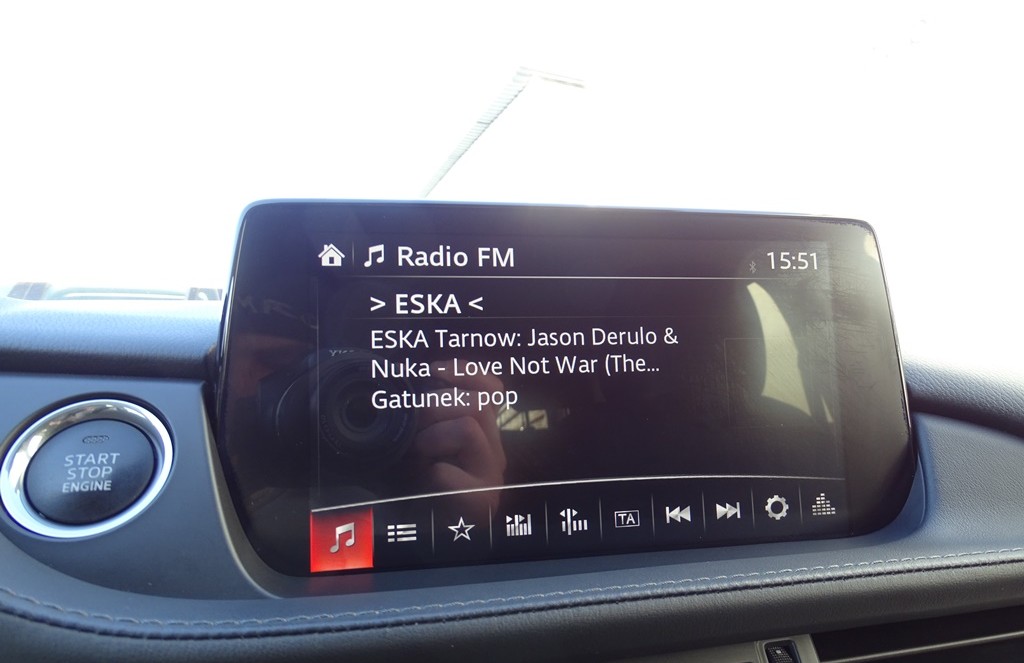 Radio FM
15:51
> ESKA <
ESKA Tarnow: Jason Derulo &
Nuka - Love Not War (The...
Gatunek: pop
TA
START
STOP
ENGINE